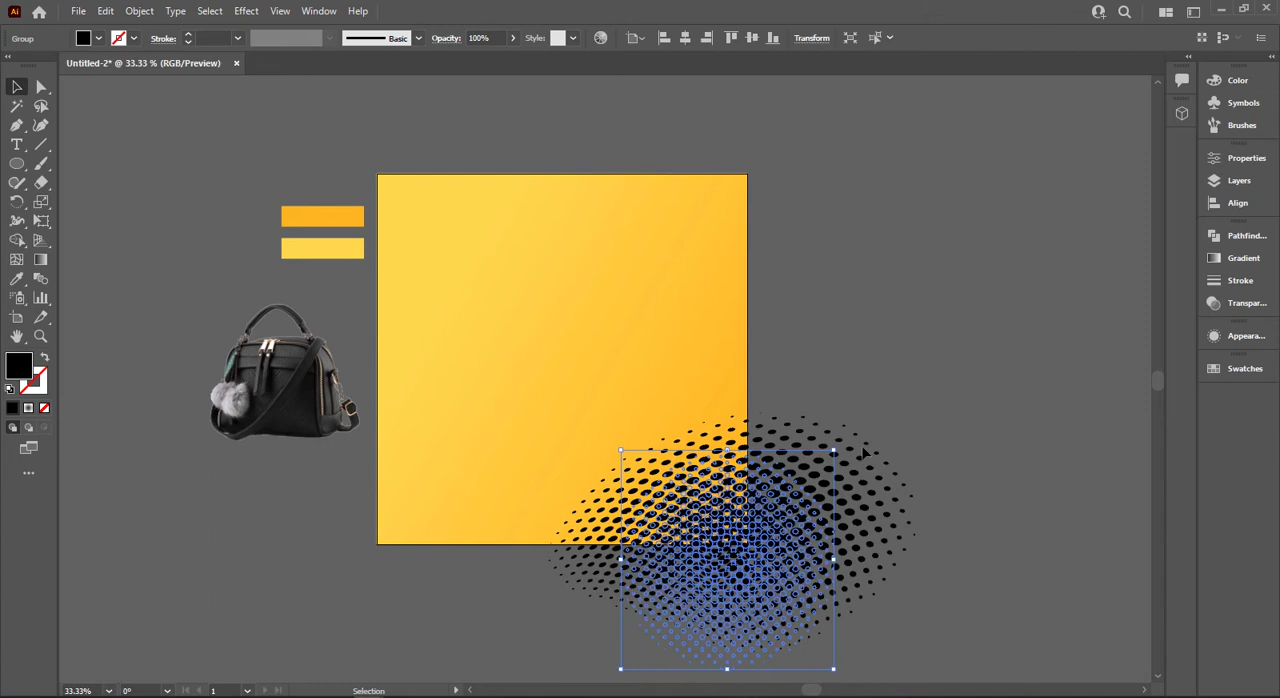 Ai File Edit Object Type Select Effect View Window Help
Group Stroke: Basic Opacity: 100% Style: Transform
Untitled-2* @ 33.33 % (RGB/Preview) ×
Color
Symbols
Brushes
Properties
Layers
Align
Pathfind...
Gradient
Stroke
Transpar...
Appeara...
Swatches
33.33% 0° 1 Selection